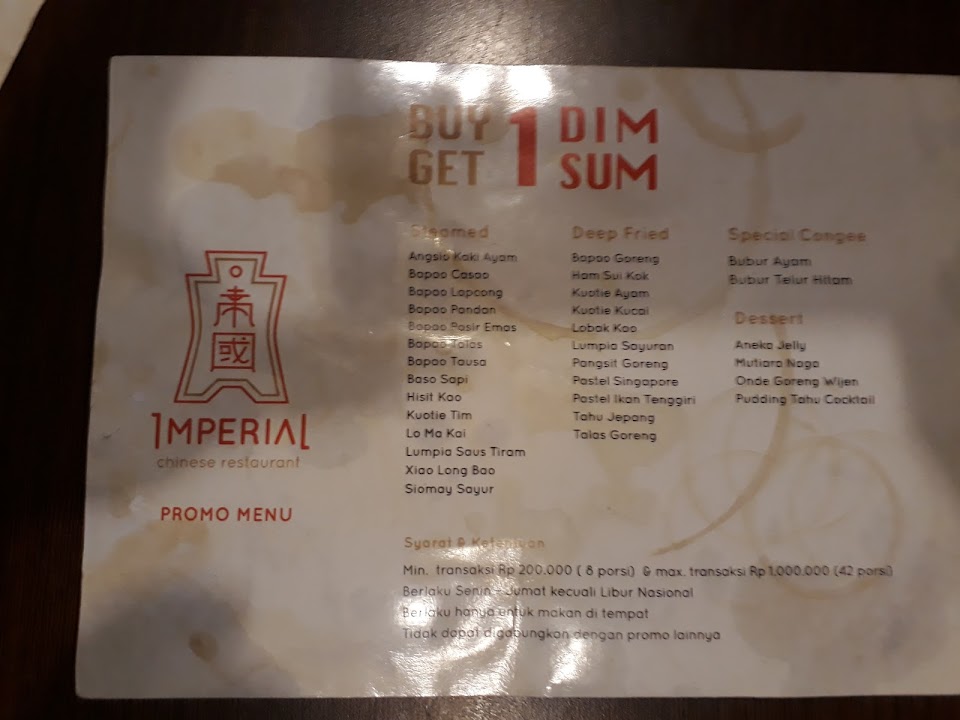 BUY 1 DIM
GET SUM
帝國
IMPERIAL
chinese restaurant
PROMO MENU
Steamed
Angsio Kaki Ayam
Bapao Casao
Bapao Lapcong
Bapao Pandan
Bapao Pasir Emas
Bapao Talas
Bapao Tausa
Baso Sapi
Hisit Kao
Kuotie Tim
Lo Ma Kai
Lumpia Saus Tiram
Xiao Long Bao
Siomay Sayur
Deep Fried
Bapao Goreng
Ham Sui Kok
Kuotie Ayam
Kuotie Kucai
Lobak Kao
Lumpia Sayuran
Pangsit Goreng
Pastel Singapore
Pastel Ikan Tenggiri
Tahu Jepang
Talas Goreng
Special Congee
Bubur Ayam
Bubur Telur Hitam
Dessert
Aneka Jelly
Mutiara Naga
Onde Goreng Wijen
Pudding Tahu Cocktail
Syarat & Ketentuan
Min. transaksi Rp 200.000 ( 8 porsi) & max. transaksi Rp 1.000.000 (42 porsi)
Berlaku Senin - Jumat kecuali Libur Nasional
Berlaku hanya untuk makan di tempat
Tidak dapat digabungkan dengan promo lainnya